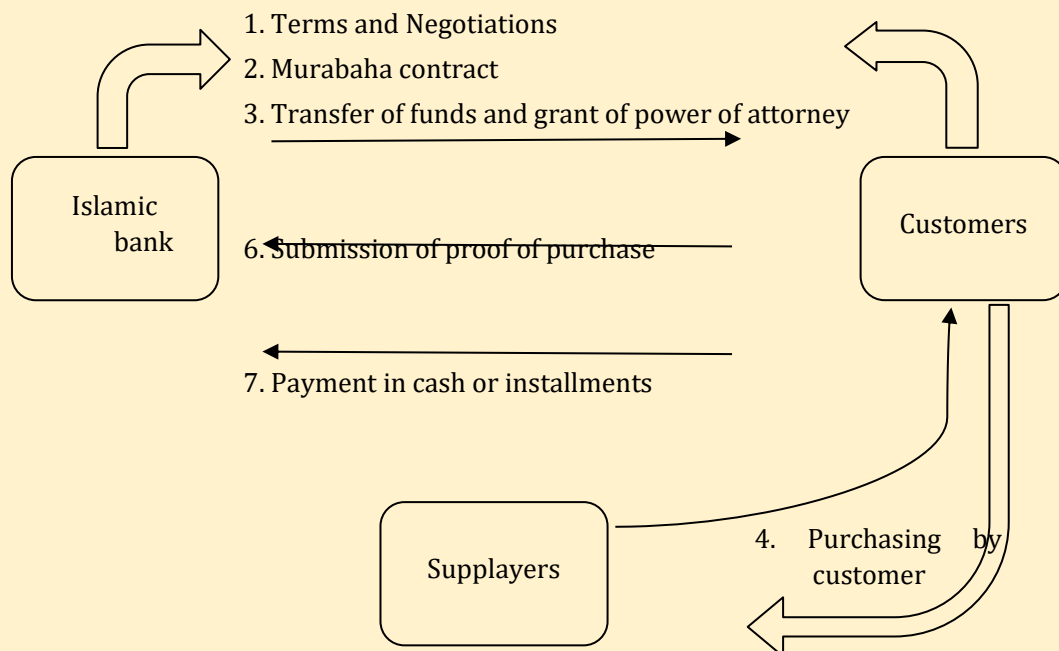 1. Terms and Negotiations
2. Murabaha contract
3. Transfer of funds and grant of power of attorney
Islamic
bank
Customers
6. Submission of proof of purchase
7. Payment in cash or installments
Supplayers
4. Purchasing by
customer